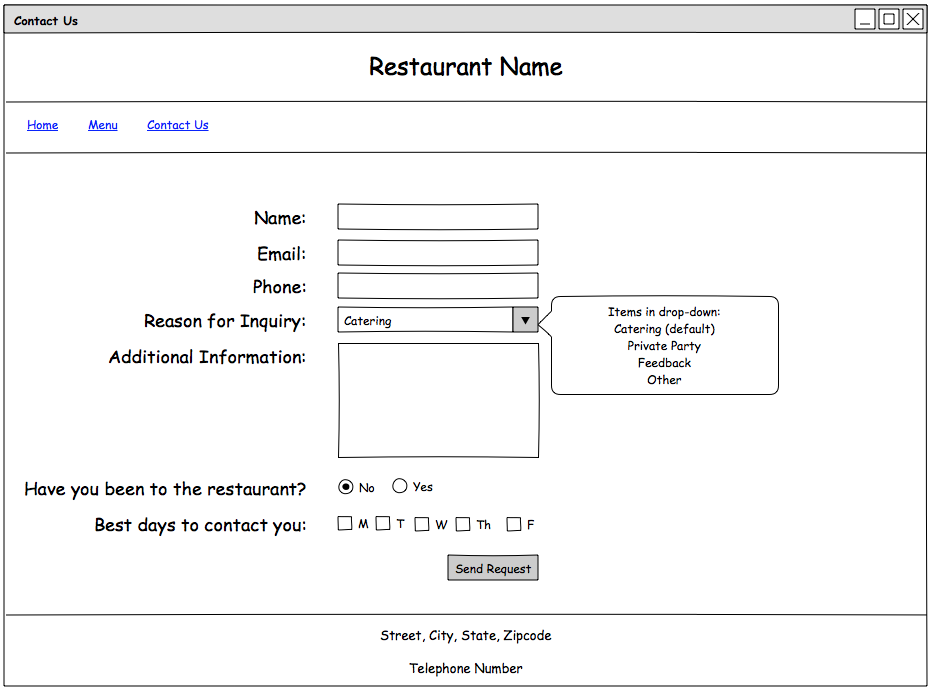 Contact Us
Restaurant Name
Home Menu Contact Us
Name:
Email:
Phone:
Reason for Inquiry: Catering
Items in drop-down:
Catering (default)
Private Party
Feedback
Other
Additional Information:
Have you been to the restaurant? No Yes
Best days to contact you: M T W Th F
Send Request
Street, City, State, Zipcode
Telephone Number